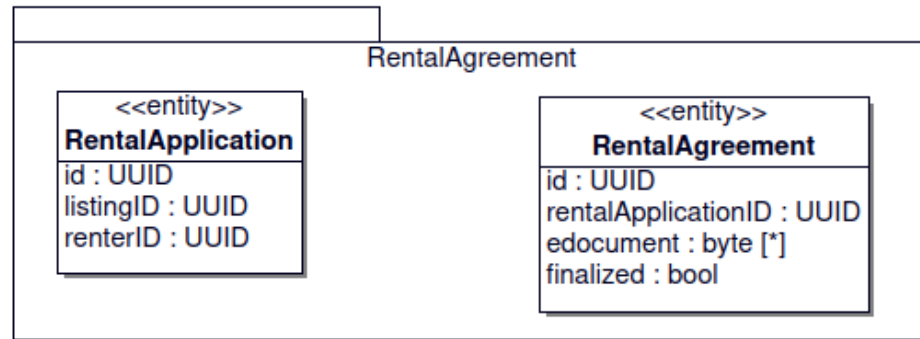 RentalAgreement
<<entity>>
RentalApplication
id : UUID
listingID : UUID
renterID : UUID
<<entity>>
RentalAgreement
id : UUID
rentalApplicationID : UUID
edocument : byte [*]
finalized : bool